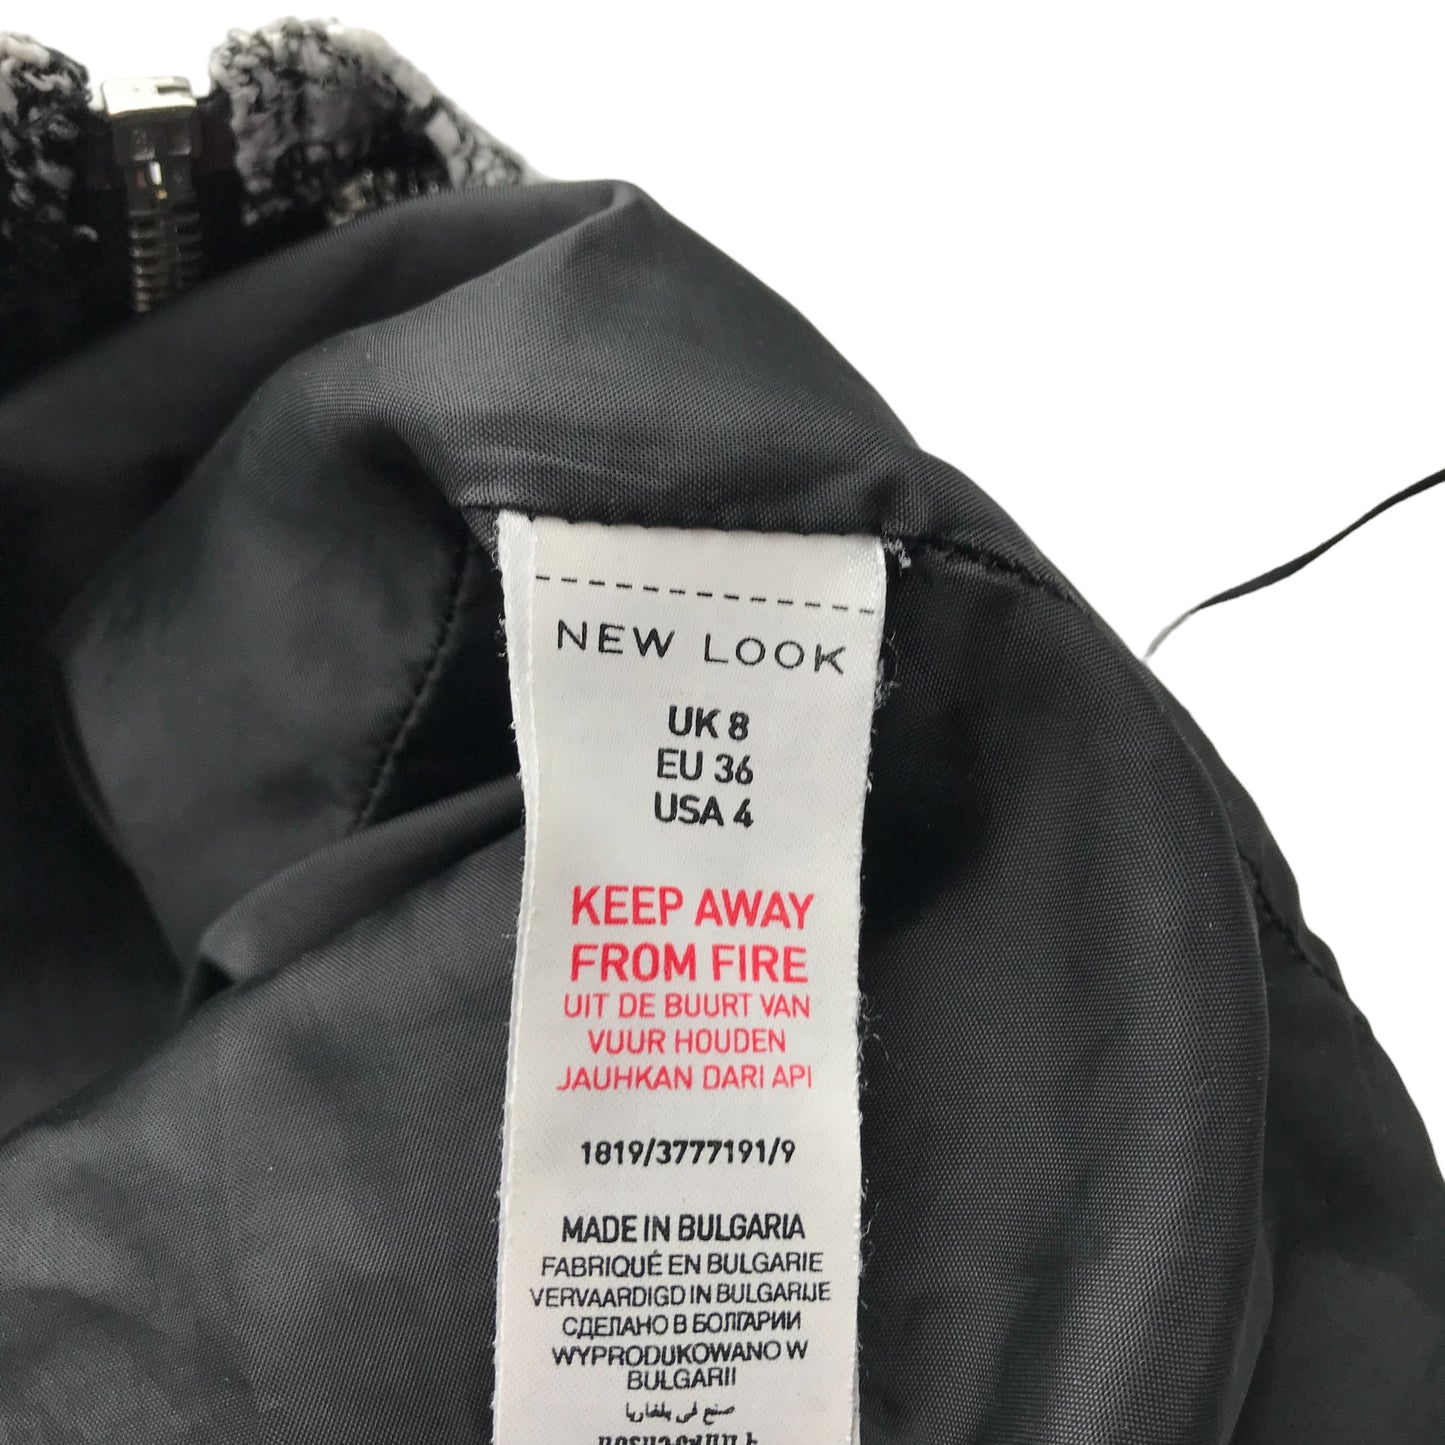 NEW LOOK
UK 8
EU 36
USA 4
KEEP AWAY
FROM FIRE
UIT DE BUURT VAN
VUUR HOUDEN
JAUHKAN DARI API
1819/3777191/9
MADE IN BULGARIA
FABRIQUÉ EN BULGARIE
VERVAARDIGD IN BULGARIJE
СДЕЛАНО В БОЛГАРИИ
WYPRODUKOWANO W
BULGARII
صنع في بلغاريا